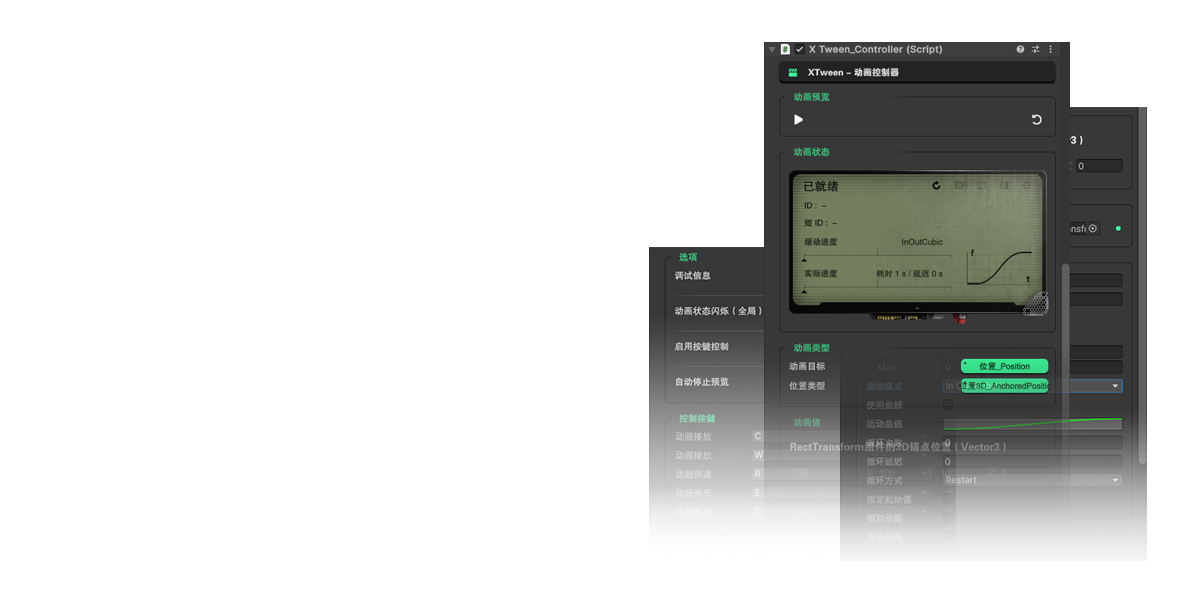 X Tween_Controller (Script)
XTween – 动画控制器
动画预览
动画状态
已就绪
ID : –
短 ID : –
缓动进度
InOutCubic
实际进度
耗时 1 s / 延迟 0 s
f
t
动画类型
动画目标
位置_Position
位置类型
位置3D_AnchoredPositio
动画值
RectTransform组件的3D锚点位置 ( Vector3 )
选项
调试信息
动画状态闪烁 ( 全局 )
启用按键控制
自动停止预览
控制按键
动画播放 C
动画播放 W
动画倒退 R
动画杀死 E
3 )
0
nsfo
缓动模式
使用曲线
运动曲线
循环次数 0
循环延迟 0
循环方式 Restart
指定起始值
相对动画
自动杀死